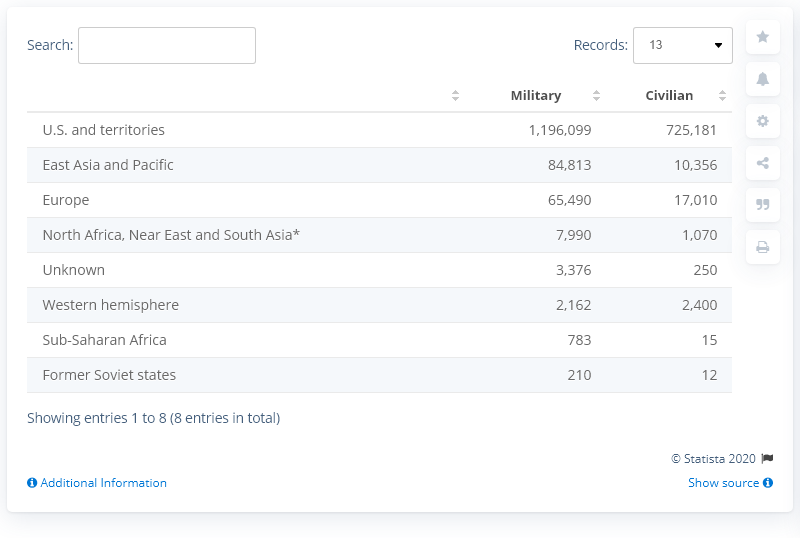 Search: Records: 13
Military Civilian
U.S. and territories 1,196,099 725,181
East Asia and Pacific 84,813 10,356
Europe 65,490 17,010
North Africa, Near East and South Asia* 7,990 1,070
Unknown 3,376 250
Western hemisphere 2,162 2,400
Sub-Saharan Africa 783 15
Former Soviet states 210 12
Showing entries 1 to 8 (8 entries in total)
© Statista 2020
Additional Information Show source